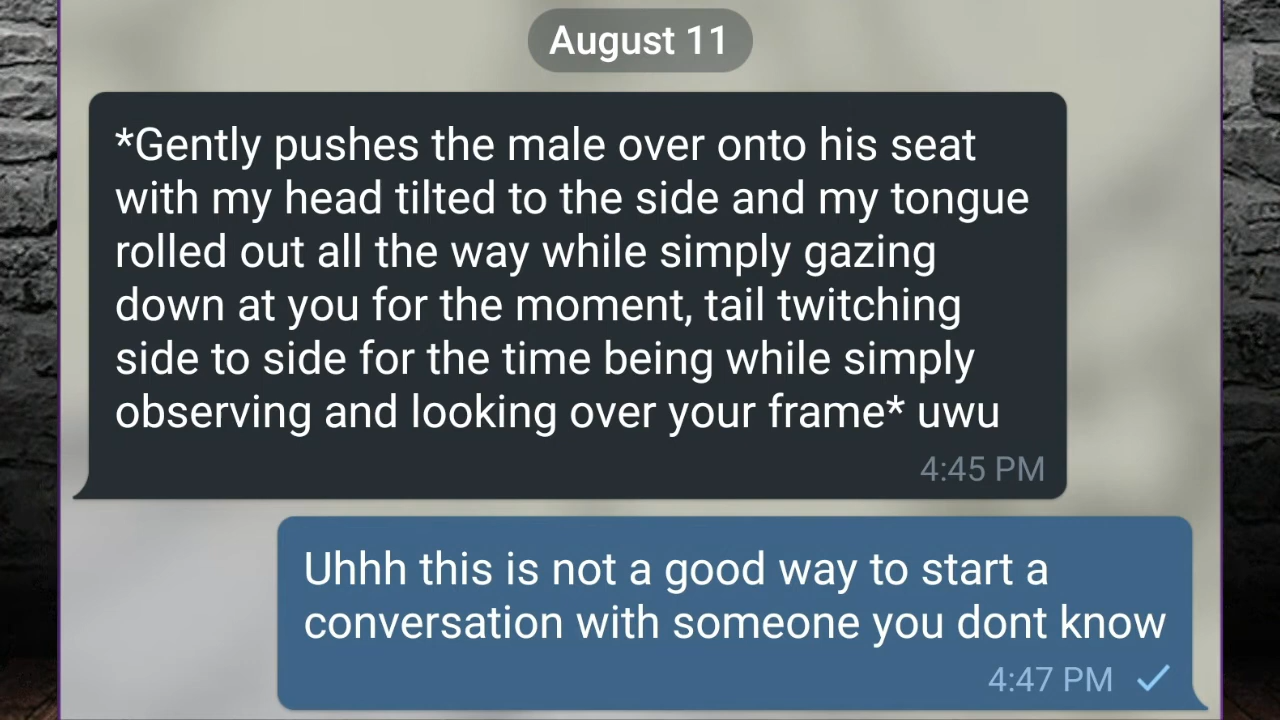 August 11
*Gently pushes the male over onto his seat
with my head tilted to the side and my tongue
rolled out all the way while simply gazing
down at you for the moment, tail twitching
side to side for the time being while simply
observing and looking over your frame* uwu
4:45 PM
Uhhh this is not a good way to start a
conversation with someone you dont know
4:47 PM